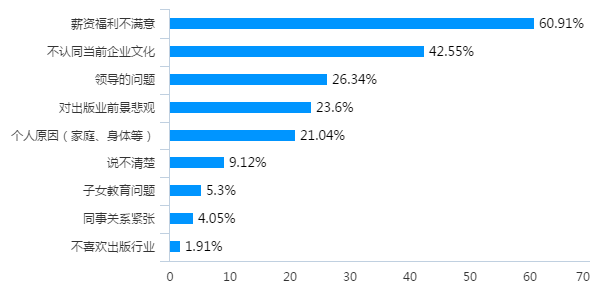 薪资福利不满意 60.91%
不认同当前企业文化 42.55%
领导的问题 26.34%
对出版业前景悲观 23.6%
个人原因（家庭、身体等） 21.04%
说不清楚 9.12%
子女教育问题 5.3%
同事关系紧张 4.05%
不喜欢出版行业 1.91%
0 10 20 30 40 50 60 70